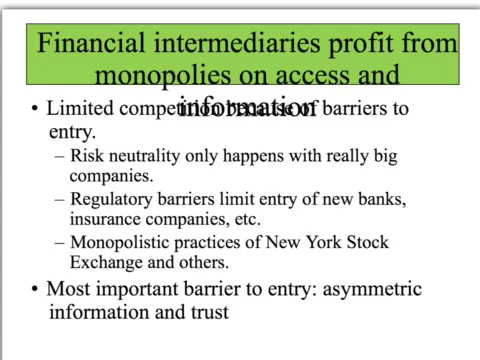 Financial intermediaries profit from
monopolies on access and
information
• Limited competition because of barriers to
entry.
– Risk neutrality only happens with really big
companies.
– Regulatory barriers limit entry of new banks,
insurance companies, etc.
– Monopolistic practices of New York Stock
Exchange and others.
• Most important barrier to entry: asymmetric
information and trust